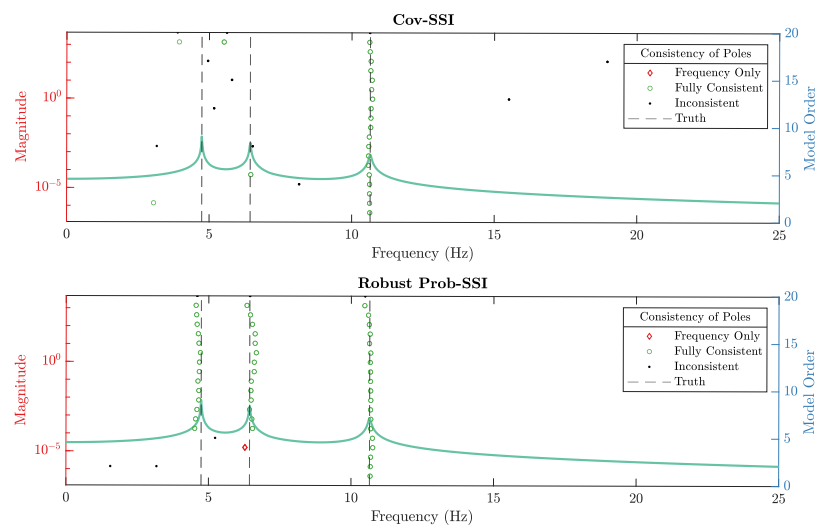 Cov-SSI
Consistency of Poles
Frequency Only
Fully Consistent
Inconsistent
Truth
Magnitude
10^0
10^-5
Model Order
20
15
10
5
0
0 5 10 15 20 25
Frequency (Hz)
Robust Prob-SSI
Consistency of Poles
Frequency Only
Fully Consistent
Inconsistent
Truth
Magnitude
10^0
10^-5
Model Order
20
15
10
5
0
0 5 10 15 20 25
Frequency (Hz)